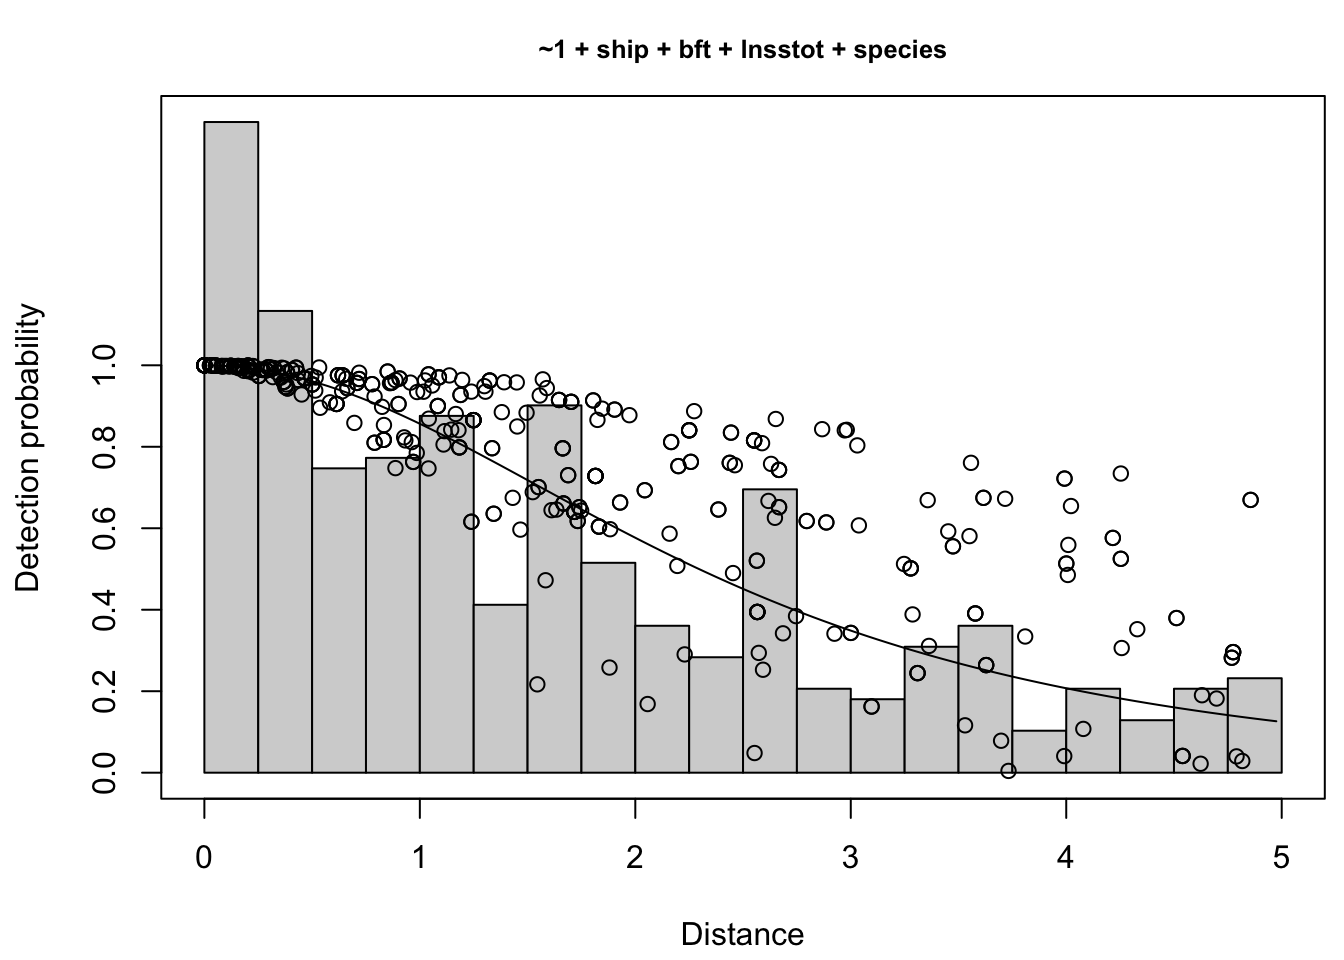 ~1 + ship + bft + lnsstot + species
Detection probability
1.0
0.8
0.6
0.4
0.2
0.0
0 1 2 3 4 5
Distance